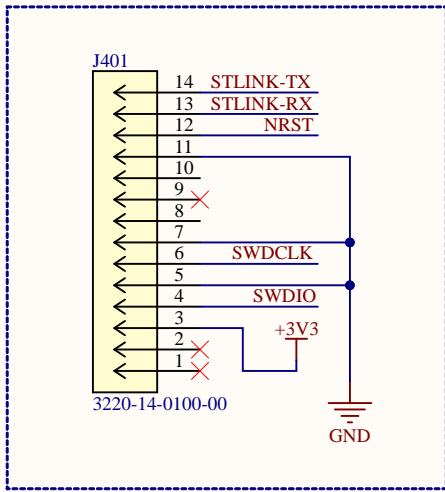 J401
14 STLINK-TX
13 STLINK-RX
12 NRST
11
10
9
8
7
6 SWDCLK
5
4 SWDIO
3
+3V3
2
1
3220-14-0100-00
GND